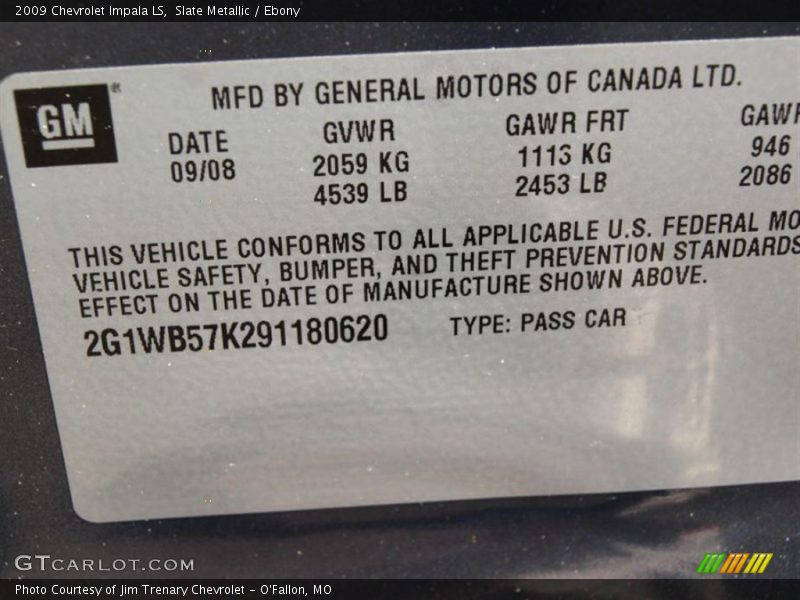 2009 Chevrolet Impala LS, Slate Metallic / Ebony
GM®
MFD BY GENERAL MOTORS OF CANADA LTD.
DATE GVWR GAWR FRT GAWR
09/08 2059 KG 1113 KG 946
4539 LB 2453 LB 2086
THIS VEHICLE CONFORMS TO ALL APPLICABLE U.S. FEDERAL MO
VEHICLE SAFETY, BUMPER, AND THEFT PREVENTION STANDARDS
EFFECT ON THE DATE OF MANUFACTURE SHOWN ABOVE.
2G1WB57K291180620 TYPE: PASS CAR
GTCARLOT.COM
Photo Courtesy of Jim Trenary Chevrolet - O'Fallon, MO